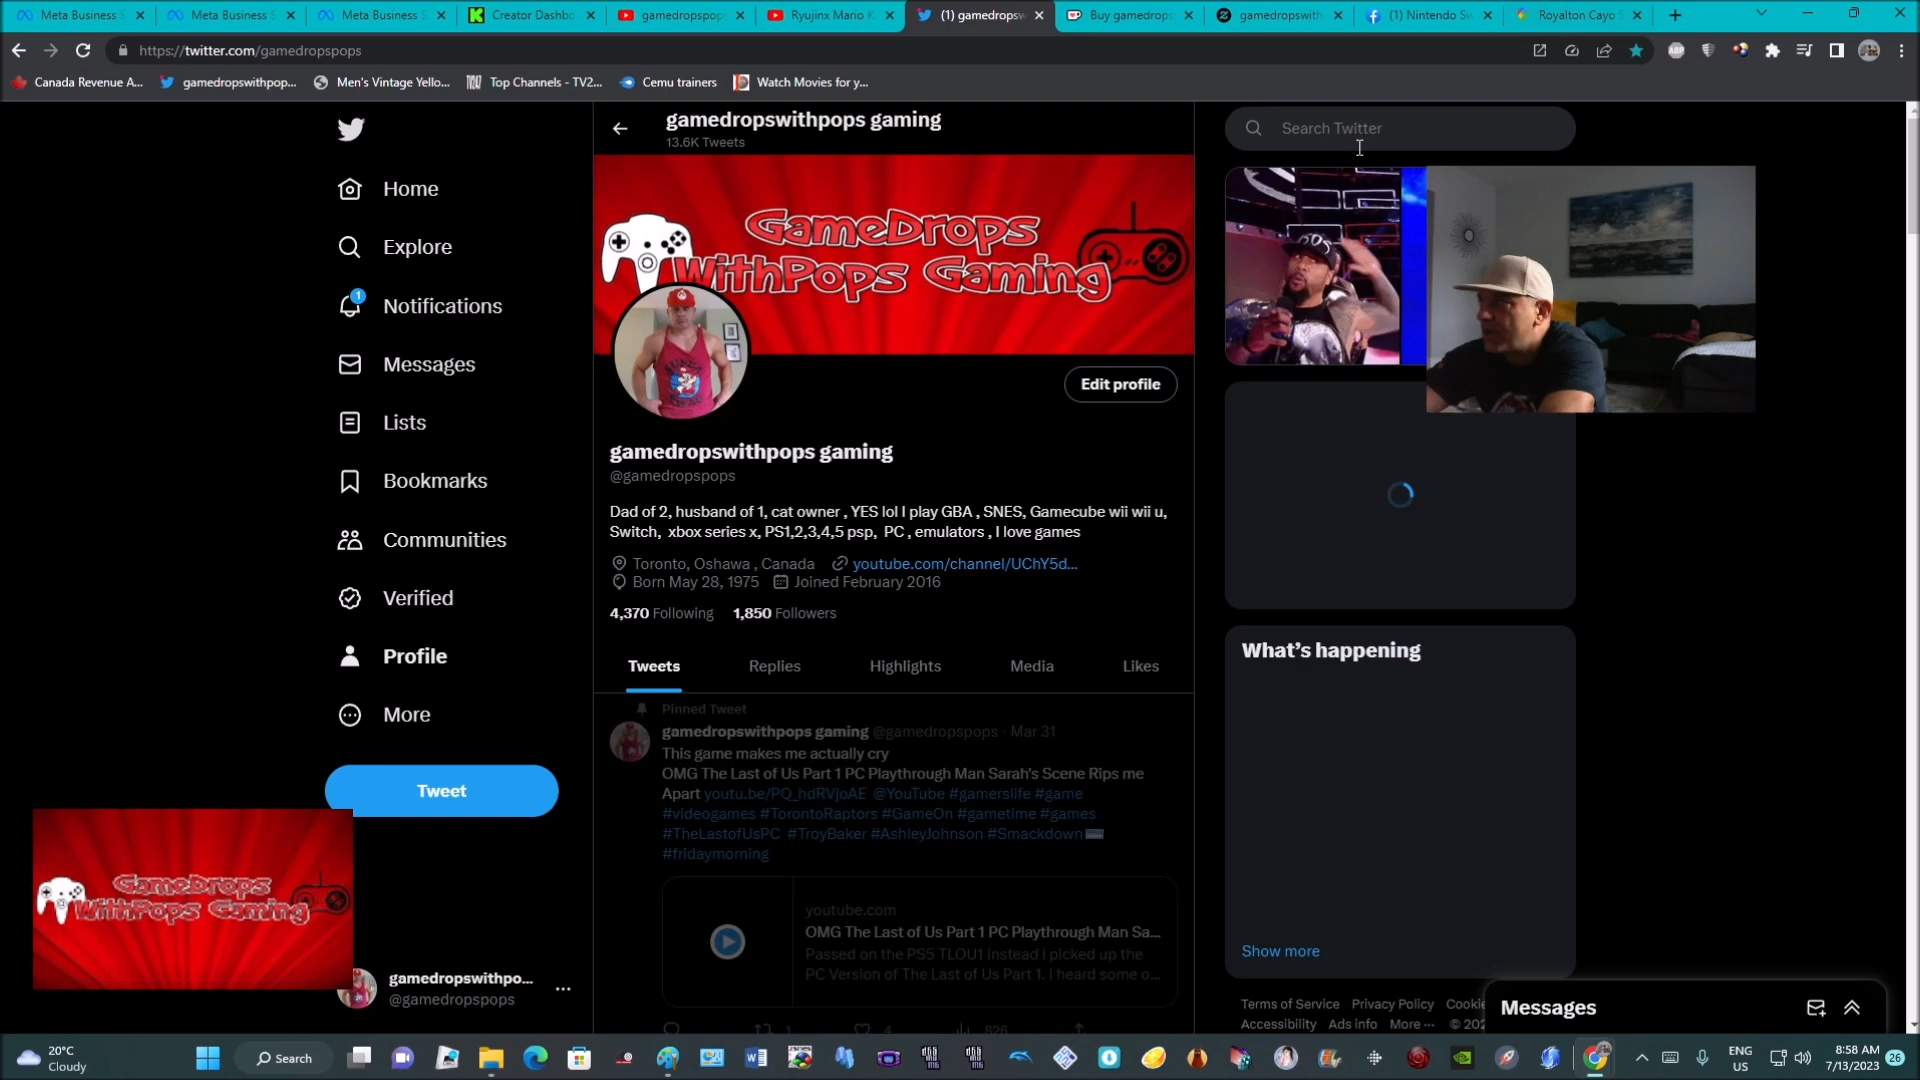 Meta Business S
Meta Business S
Meta Business S
Creator Dashbo
gamedropspop
Ryujinx Mario K
(1) gamedropsw
Buy gamedrops
gamedropswith
(1) Nintendo Sw
Royalton Cayo S
https://twitter.com/gamedropspops
Canada Revenue A...
gamedropswithpop...
Men's Vintage Yello...
Top Channels - TV2...
Cemu trainers
Watch Movies for y...
gamedropswithpops gaming
13.6K Tweets
Search Twitter
Home
Explore
1
Notifications
Messages
Lists
Bookmarks
Communities
Verified
Profile
More
Tweet
GameDrops
WithPops Gaming
Edit profile
gamedropswithpops gaming
@gamedropspops
Dad of 2, husband of 1, cat owner , YES lol I play GBA , SNES, Gamecube wii wii u,
Switch, xbox series x, PS1,2,3,4,5 psp, PC , emulators , I love games
Toronto, Oshawa , Canada youtube.com/channel/UChY5d...
Born May 28, 1975 Joined February 2016
4,370 Following 1,850 Followers
Tweets Replies Highlights Media Likes
Pinned Tweet
gamedropswithpops gaming @gamedropspops · Mar 31
This game makes me actually cry
OMG The Last of Us Part 1 PC Playthrough Man Sarah's Scene Rips me
Apart youtu.be/PQ_hdRVjoAE @YouTube #gamerslife #game
#videogames #TorontoRaptors #GameOn #gametime #games
#TheLastofUsPC #TroyBaker #AshleyJohnson #Smackdown
#fridaymorning
youtube.com
OMG The Last of Us Part 1 PC Playthrough Man Sa...
Passed on the PS5 TLOU1 Instead I picked up the
PC Version of The Last of Us Part 1. I heard some o...
1 4 826
GameDrops
WithPops Gaming
gamedropswithpo...
@gamedropspops
What's happening
Show more
Terms of Service Privacy Policy Cookie
Accessibility Ads info More ··· © 202
Messages
20°C
Cloudy
Search
ENG
US
8:58 AM
7/13/2023
26